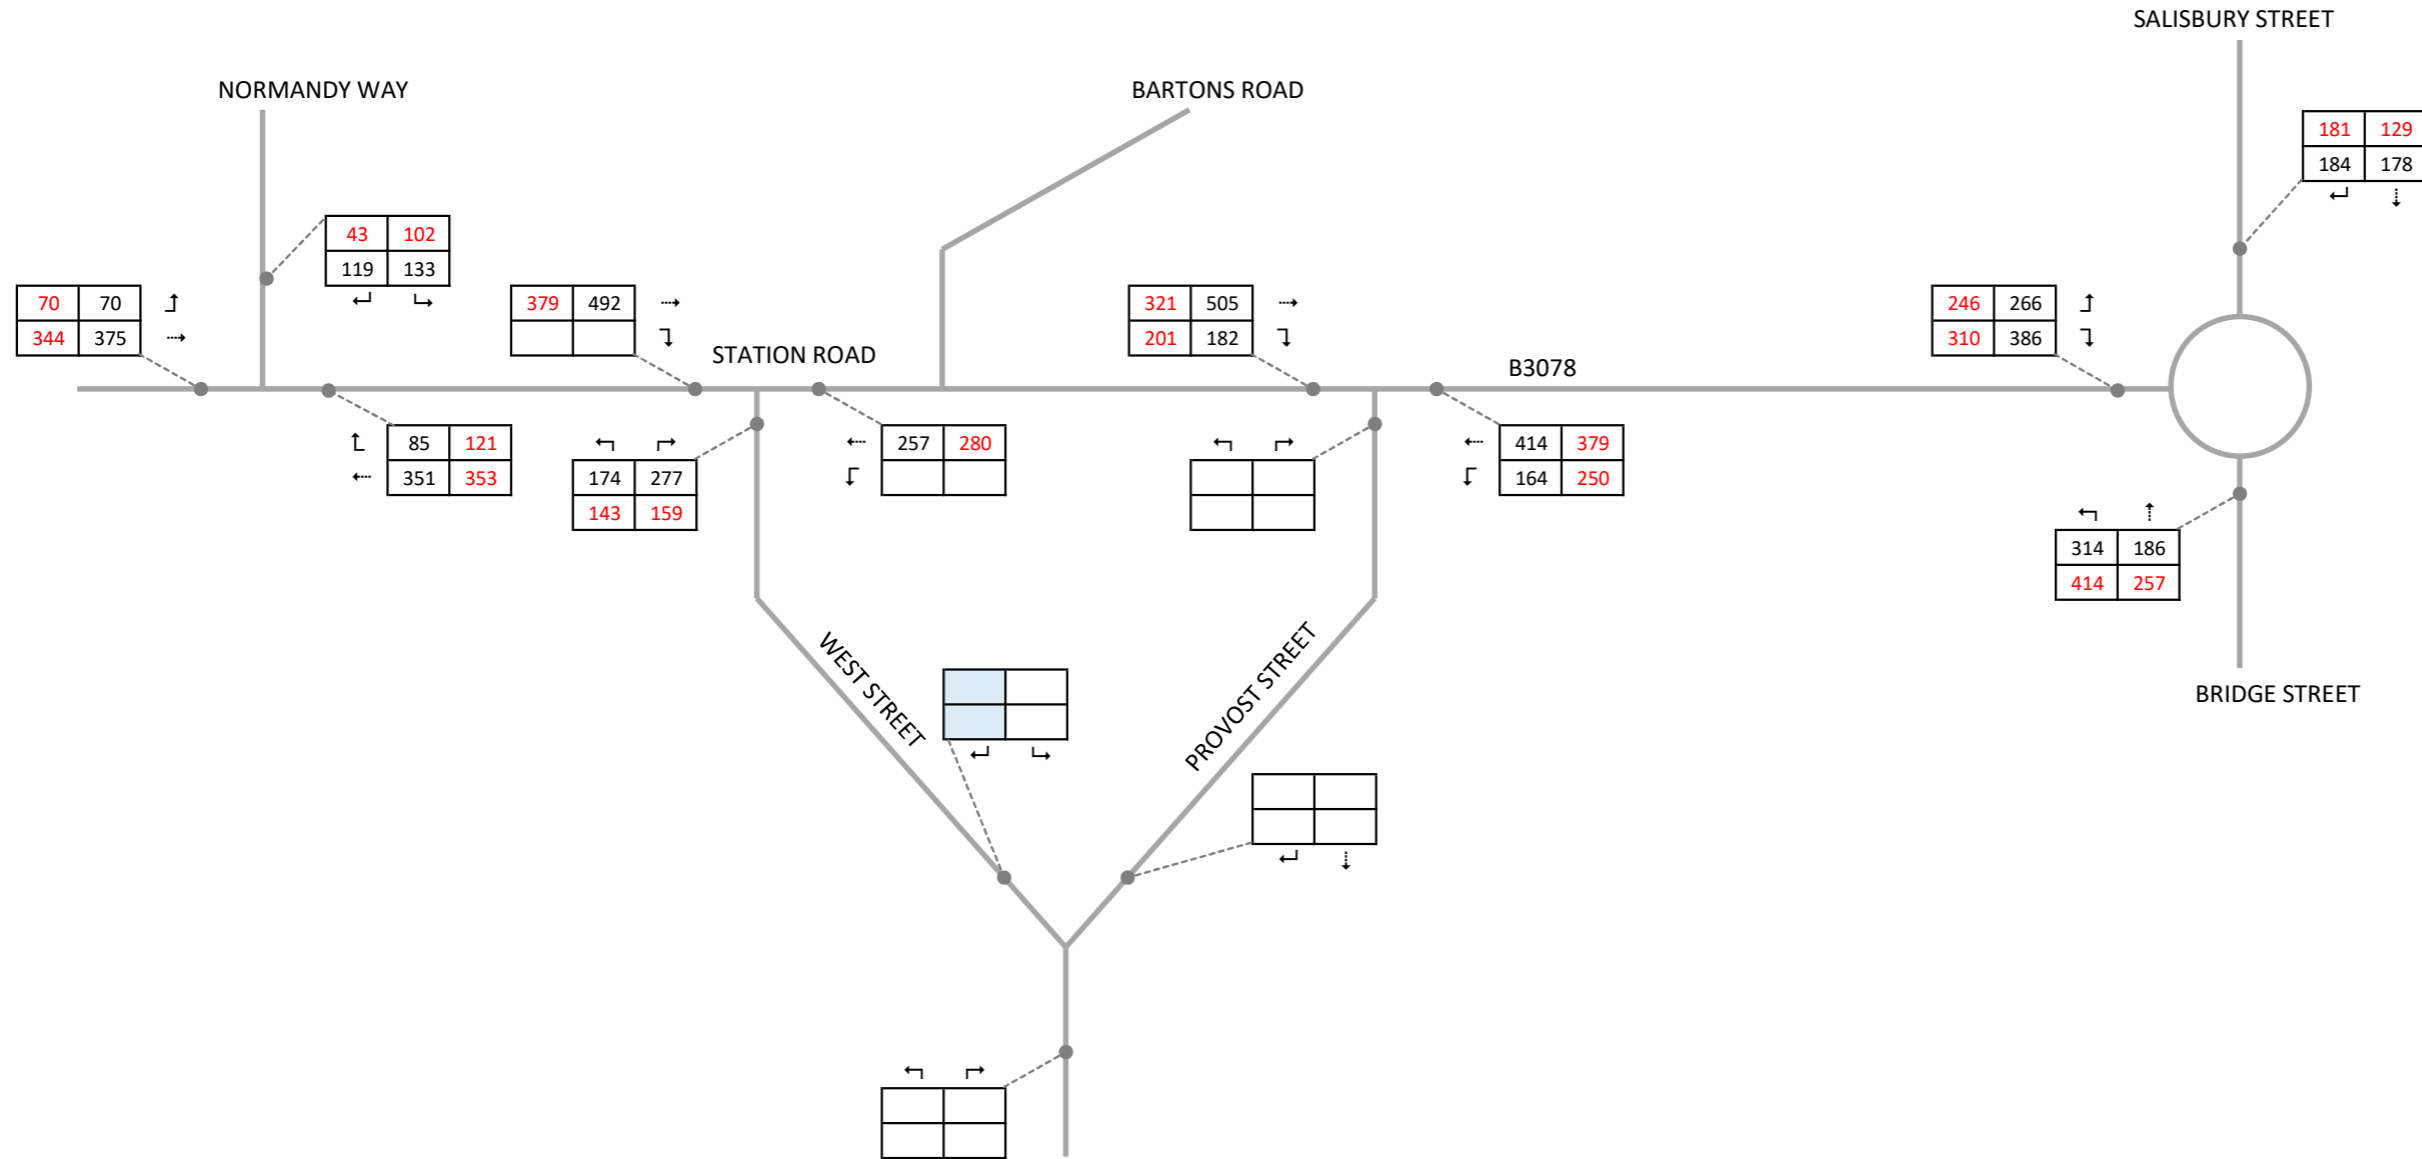 SALISBURY STREET
NORMANDY WAY
BARTONS ROAD
181 129
184 178
43 102
119 133
70 70
344 375
379 492
321 505
201 182
246 266
310 386
STATION ROAD
B3078
85 121
351 353
174 277
143 159
257 280
414 379
164 250
314 186
414 257
WEST STREET
PROVOST STREET
BRIDGE STREET